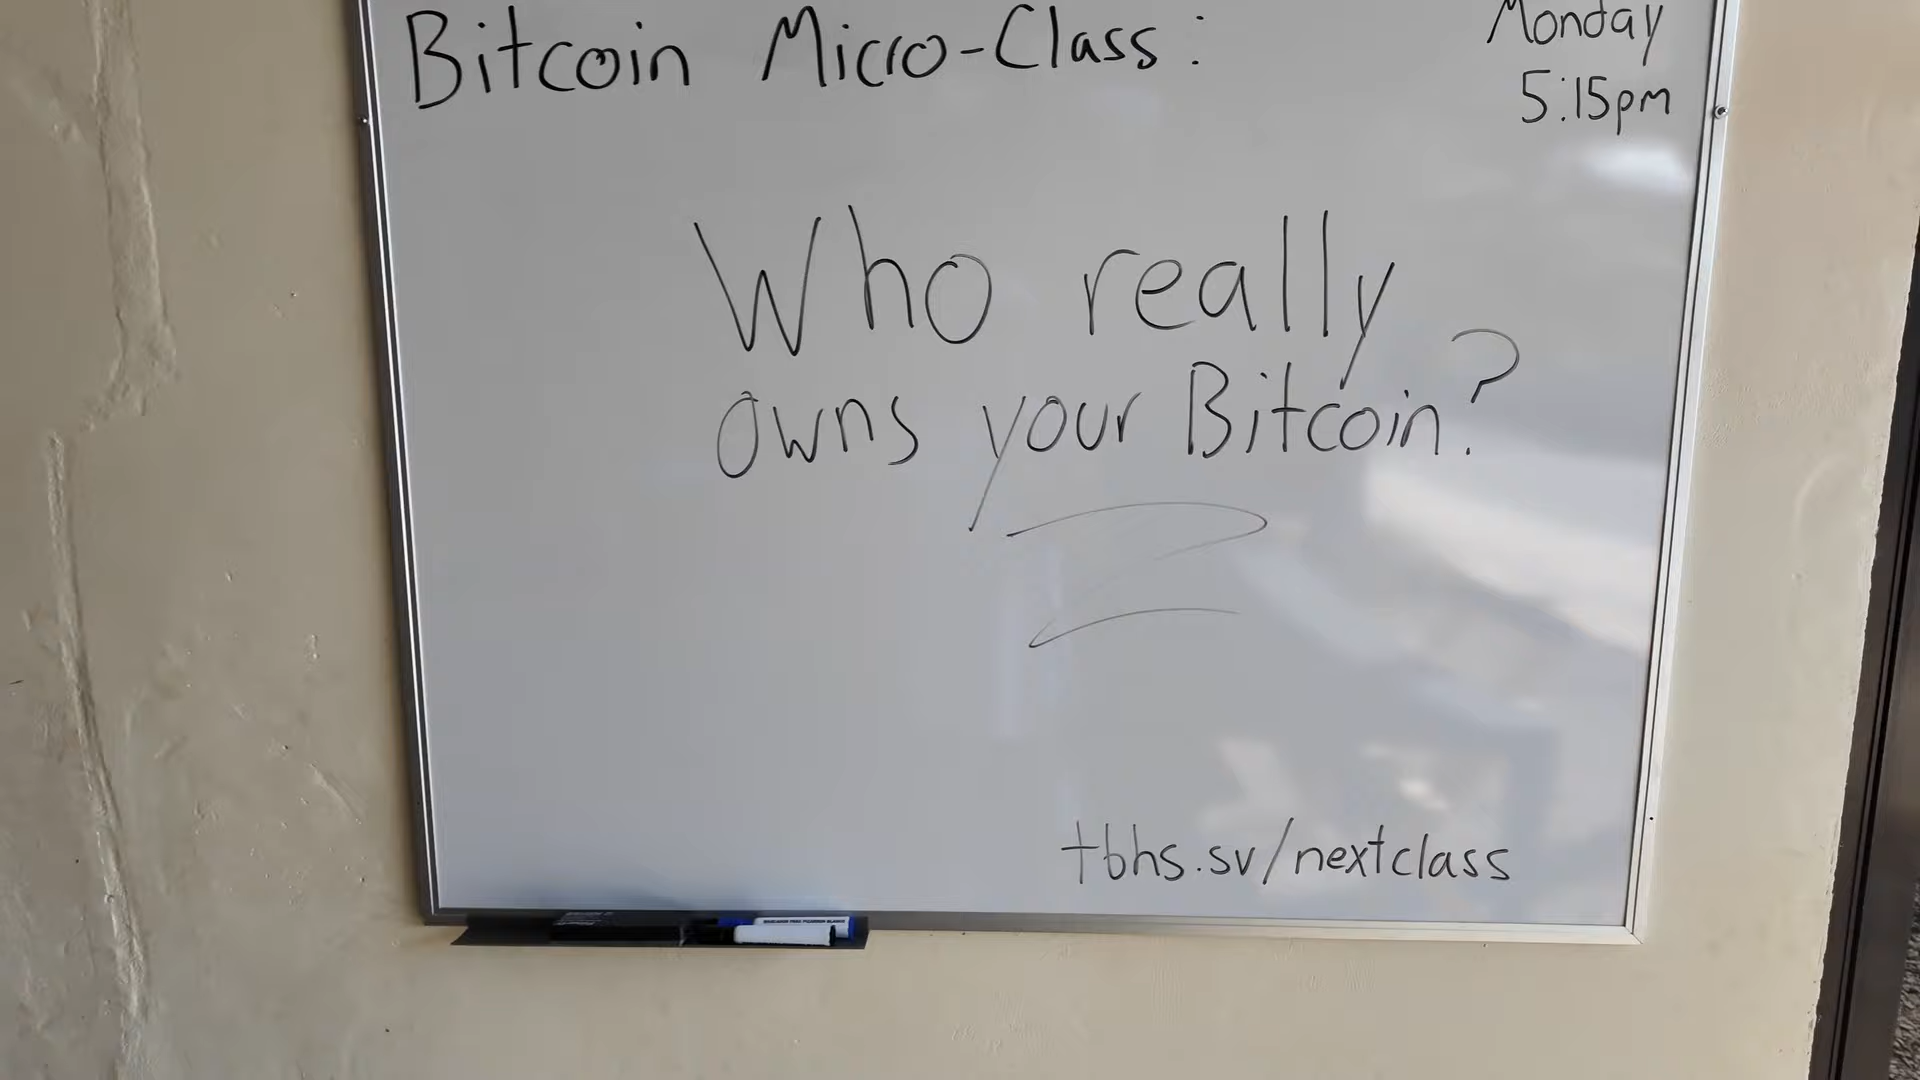 Bitcoin Micro-Class:
Monday
5:15pm
Who really
owns your Bitcoin?
tbhs.sv/nextclass